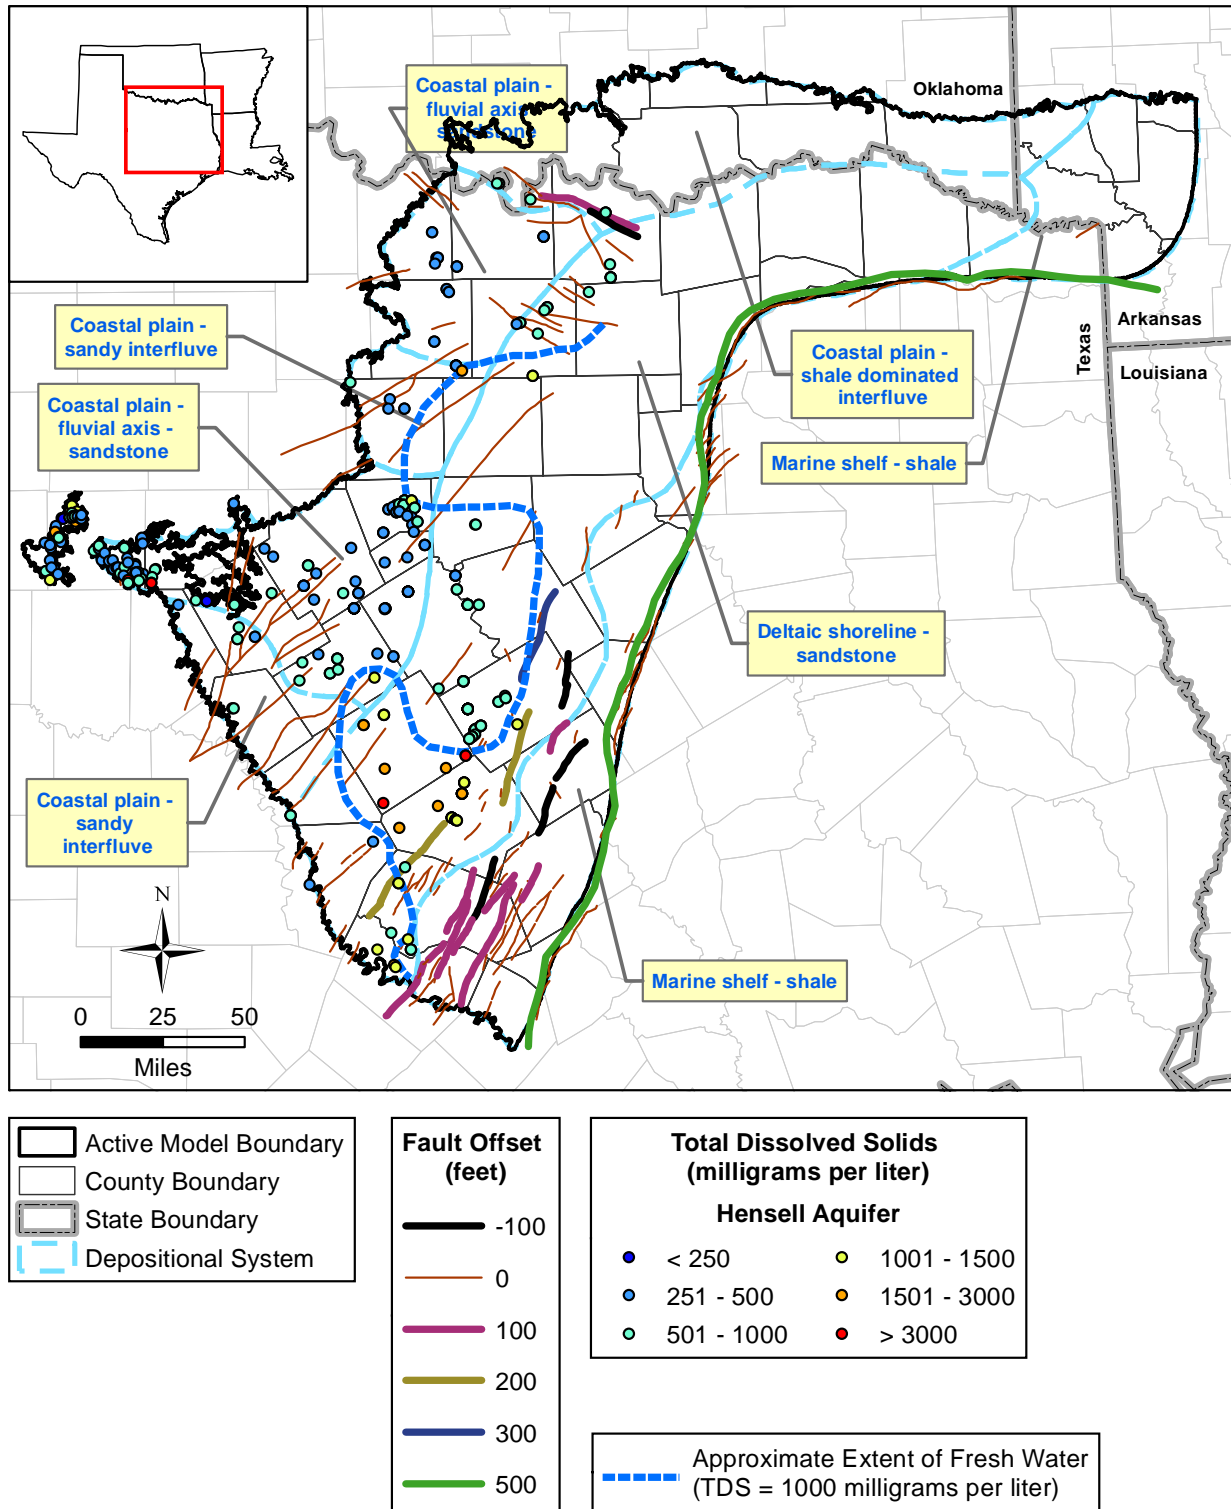 Coastal plain -
fluvial axis -
sandstone
Oklahoma
Coastal plain -
sandy interfluve
Coastal plain -
fluvial axis -
sandstone
Coastal plain -
shale dominated
interfluve
Texas
Arkansas
Louisiana
Marine shelf - shale
Deltaic shoreline -
sandstone
Coastal plain -
sandy
interfluve
Marine shelf - shale
N
0 25 50
Miles
Active Model Boundary
County Boundary
State Boundary
Depositional System
Fault Offset
(feet)
-100
0
100
200
300
500
Total Dissolved Solids
(milligrams per liter)
Hensell Aquifer
< 250
251 - 500
501 - 1000
1001 - 1500
1501 - 3000
> 3000
Approximate Extent of Fresh Water
(TDS = 1000 milligrams per liter)